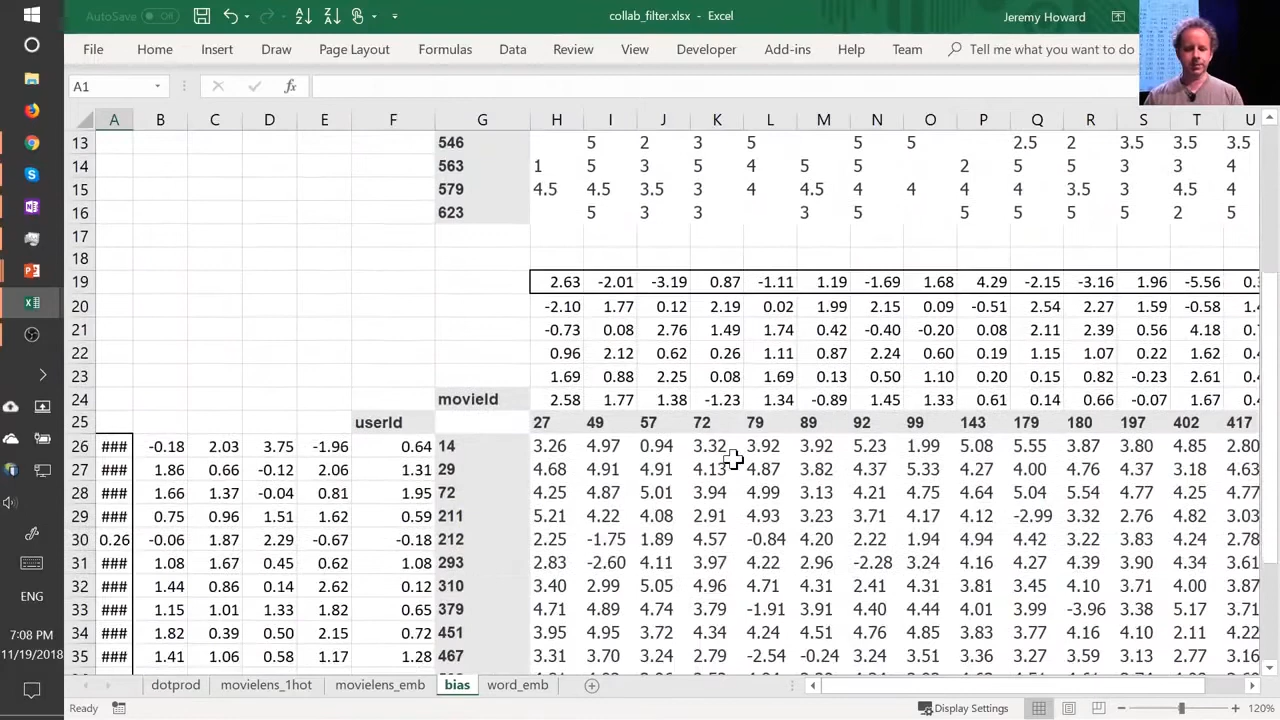 AutoSave Off collab_filter.xlsx - Excel Jeremy Howard
File Home Insert Draw Page Layout Formulas Data Review View Developer Add-ins Help Team Tell me what you want to do
A1 fx
A B C D E F G H I J K L M N O P Q R S T U
13 546 5 2 3 5 5 5 2.5 2 3.5 3.5 3.5
14 563 1 5 3 5 4 5 5 2 5 5 3 3 4
15 579 4.5 4.5 3.5 3 4 4.5 4 4 4 4 3.5 3 4.5 4
16 623 5 3 3 3 5 5 5 5 5 2 5
17
18
19 2.63 -2.01 -3.19 0.87 -1.11 1.19 -1.69 1.68 4.29 -2.15 -3.16 1.96 -5.56
20 -2.10 1.77 0.12 2.19 0.02 1.99 2.15 0.09 -0.51 2.54 2.27 1.59 -0.58
21 -0.73 0.08 2.76 1.49 1.74 0.42 -0.40 -0.20 0.08 2.11 2.39 0.56 4.18
22 0.96 2.12 0.62 0.26 1.11 0.87 2.24 0.60 0.19 1.15 1.07 0.22 1.62
23 1.69 0.88 2.25 0.08 1.69 0.13 0.50 1.10 0.20 0.15 0.82 -0.23 2.61
24 movieId 2.58 1.77 1.38 -1.23 1.34 -0.89 1.45 1.33 0.61 0.14 0.66 -0.07 1.67
25 userId 27 49 57 72 79 89 92 99 143 179 180 197 402 417
26 ### -0.18 2.03 3.75 -1.96 0.64 14 3.26 4.97 0.94 3.32 3.92 3.92 5.23 1.99 5.08 5.55 3.87 3.80 4.85 2.80
27 ### 1.86 0.66 -0.12 2.06 1.31 29 4.68 4.91 4.91 4.13 4.87 3.82 4.37 5.33 4.27 4.00 4.76 4.37 3.18 4.63
28 ### 1.66 1.37 -0.04 0.81 1.95 72 4.25 4.87 5.01 3.94 4.99 3.13 4.21 4.75 4.64 5.04 5.54 4.77 4.25 4.77
29 ### 0.75 0.96 1.51 1.62 0.59 211 5.21 4.22 4.08 2.91 4.93 3.23 3.71 4.17 4.12 -2.99 3.32 2.76 4.82 3.03
30 0.26 -0.06 1.87 2.29 -0.67 -0.18 212 2.25 -1.75 1.89 4.57 -0.84 4.20 2.22 1.94 4.94 4.42 3.22 3.83 4.24 2.78
31 ### 1.08 1.67 0.45 0.62 1.08 293 2.83 -2.60 4.11 3.97 4.22 2.96 -2.28 3.24 4.16 4.27 4.39 3.90 4.34 3.61
32 ### 1.44 0.86 0.14 2.62 0.12 310 3.40 2.99 5.05 4.96 4.71 4.31 2.41 4.31 3.81 3.45 4.10 3.71 4.00 3.87
33 ### 1.15 1.01 1.33 1.82 0.65 379 4.71 4.89 4.74 3.79 -1.91 3.91 4.40 4.44 4.01 3.99 -3.96 3.38 5.17 3.71
34 ### 1.82 0.39 0.50 2.15 0.72 451 3.95 4.95 3.72 4.34 4.24 4.51 4.76 4.85 3.83 3.77 4.16 4.10 2.11 4.22
35 ### 1.41 1.06 0.58 1.17 1.28 467 3.31 3.70 3.24 2.79 -2.54 -0.24 3.33 3.51 3.36 3.27 3.59 3.13 2.77 3.16
dotprod movielens_1hot movielens_emb bias word_emb
Ready Display Settings 120%
ENG
7:08 PM
11/19/2018